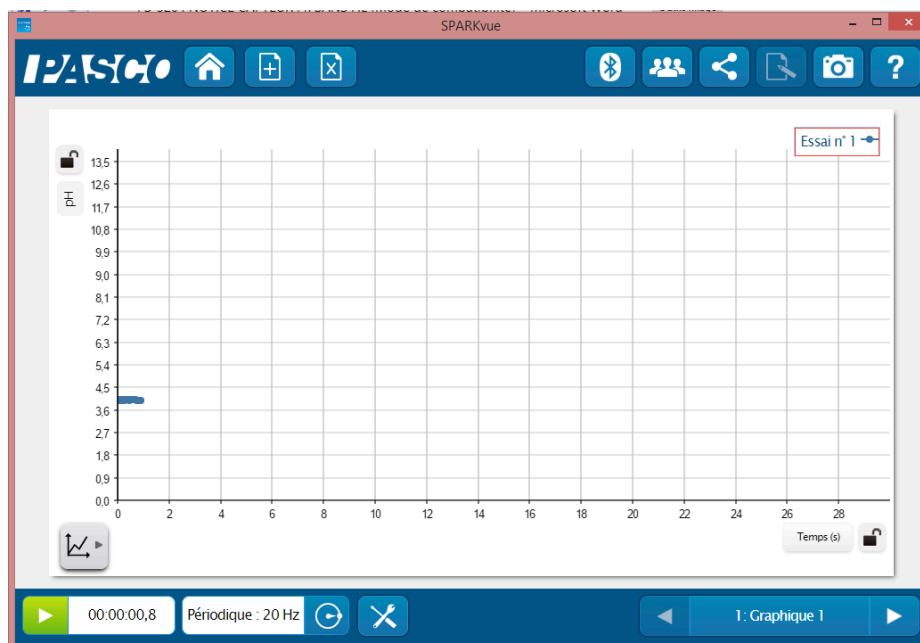 SPARKvue
PASCO
?
Essai n° 1
pH
13,5
12,6
11,7
10,8
9,9
9,0
8,1
7,2
6,3
5,4
4,5
3,6
2,7
1,8
0,9
0,0
0 2 4 6 8 10 12 14 16 18 20 22 24 26 28
Temps (s)
00:00:00,8 Périodique : 20 Hz 1: Graphique 1